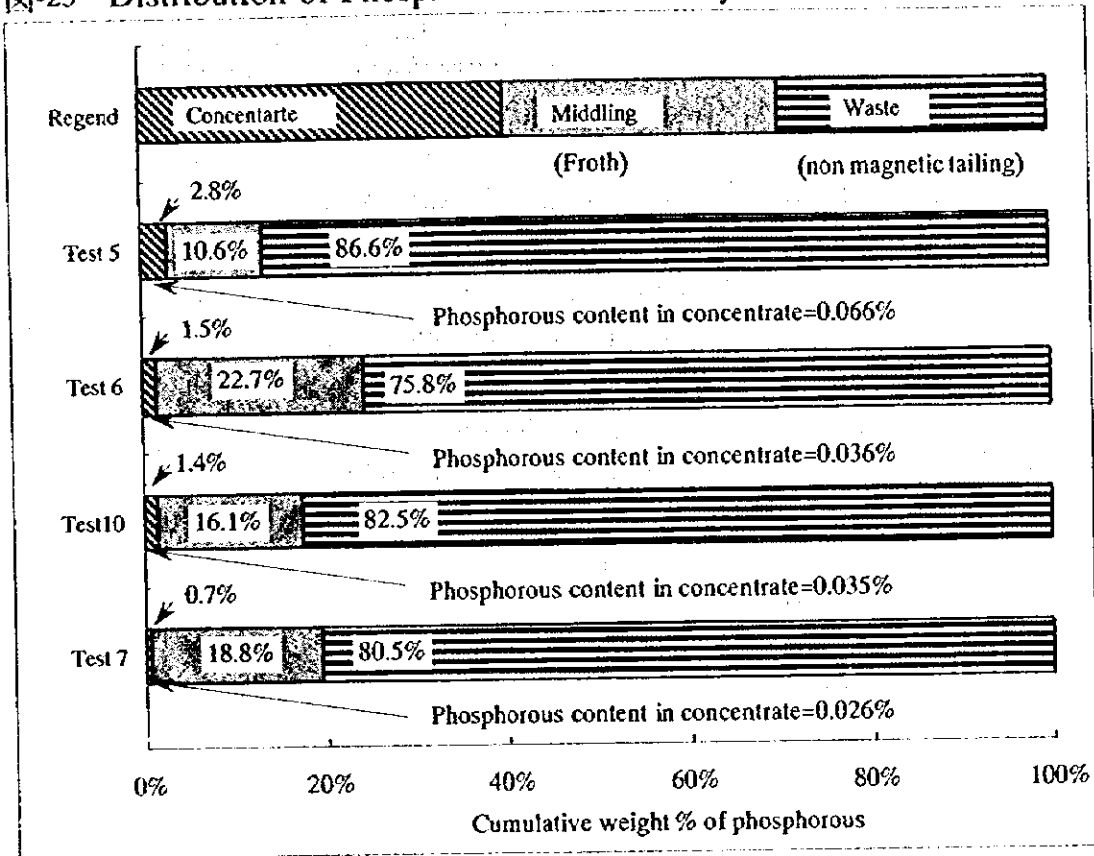 Distribution of Phosp
Regend Concentarte Middling Waste
(Froth) (non magnetic tailing)
2.8%
Test 5 10.6% 86.6%
Phosphorous content in concentrate=0.066%
1.5%
Test 6 22.7% 75.8%
Phosphorous content in concentrate=0.036%
1.4%
Test10 16.1% 82.5%
Phosphorous content in concentrate=0.035%
0.7%
Test 7 18.8% 80.5%
Phosphorous content in concentrate=0.026%
0% 20% 40% 60% 80% 100%
Cumulative weight % of phosphorous